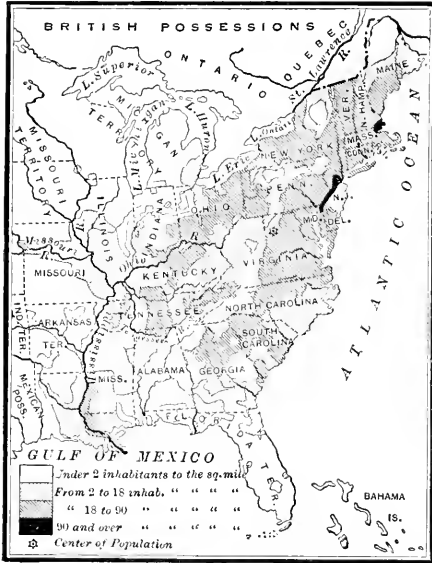 BRITISH POSSESSIONS
ONTARIO
QUEBEC
St. Lawrence R.
L. Superior
MICHIGAN
TERRITORY
L. Michigan
L. Huron
L. Ontario
L. Erie
MAINE
VER.
N. HAMP.
MASS.
CONN.
NEW YORK
PENN.
N. J.
MD.
DEL.
MISSOURI
TERRITORY
ILLINOIS
INDIANA
OHIO
Missouri
R.
Ohio
R.
MISSOURI
KENTUCKY
VIRGINIA
TENNESSEE
NORTH CAROLINA
SOUTH
CAROLINA
ARKANSAS
TER.
IND. TER.
MEXICAN
POSS.
Mississippi
MISS.
ALABAMA
GEORGIA
FLORIDA TER.
ATLANTIC OCEAN
GULF OF MEXICO
BAHAMA
IS.
Under 2 inhabitants to the sq. mile
From 2 to 18 inhab. " " " "
" 18 to 90 " " " " "
90 and over " " " " "
Center of Population